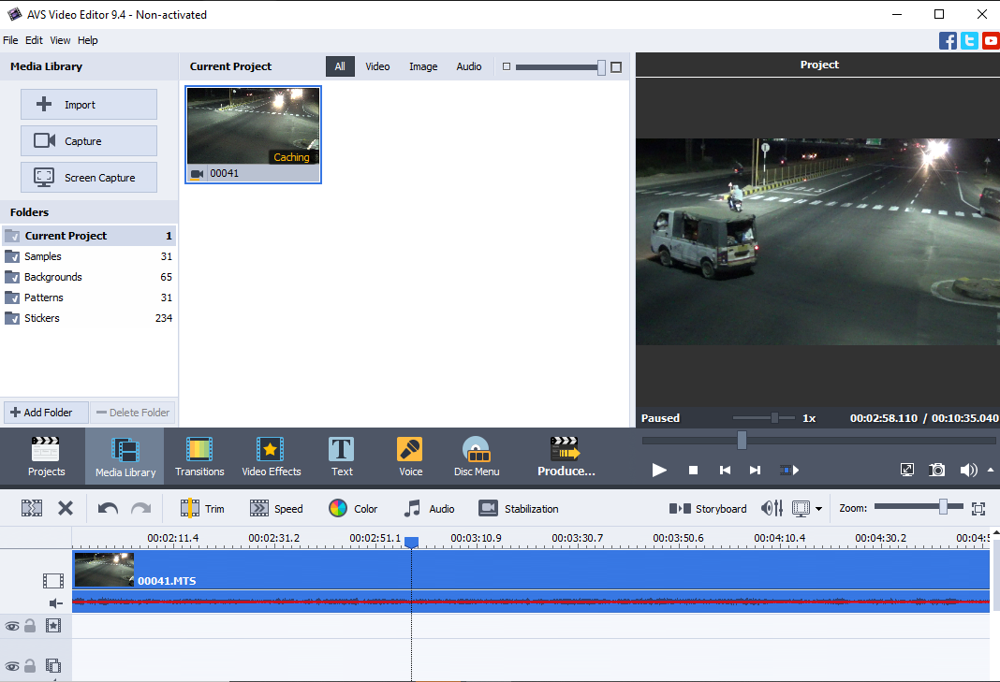 AVS Video Editor 9.4 - Non-activated
File Edit View Help
Media Library
Current Project
All Video Image Audio
Project
Import
Capture
Screen Capture
Caching
00041
Folders
Current Project 1
Samples 31
Backgrounds 65
Patterns 31
Stickers 234
Add Folder Delete Folder
STOP
Paused 1x 00:02:58.110 / 00:10:35.040
Projects Media Library Transitions Video Effects Text Voice Disc Menu Produce...
Trim Speed Color Audio Stabilization Storyboard Zoom:
00:02:11.4 00:02:31.2 00:02:51.1 00:03:10.9 00:03:30.7 00:03:50.6 00:04:10.4 00:04:30.2 00:04:5
00041.MTS